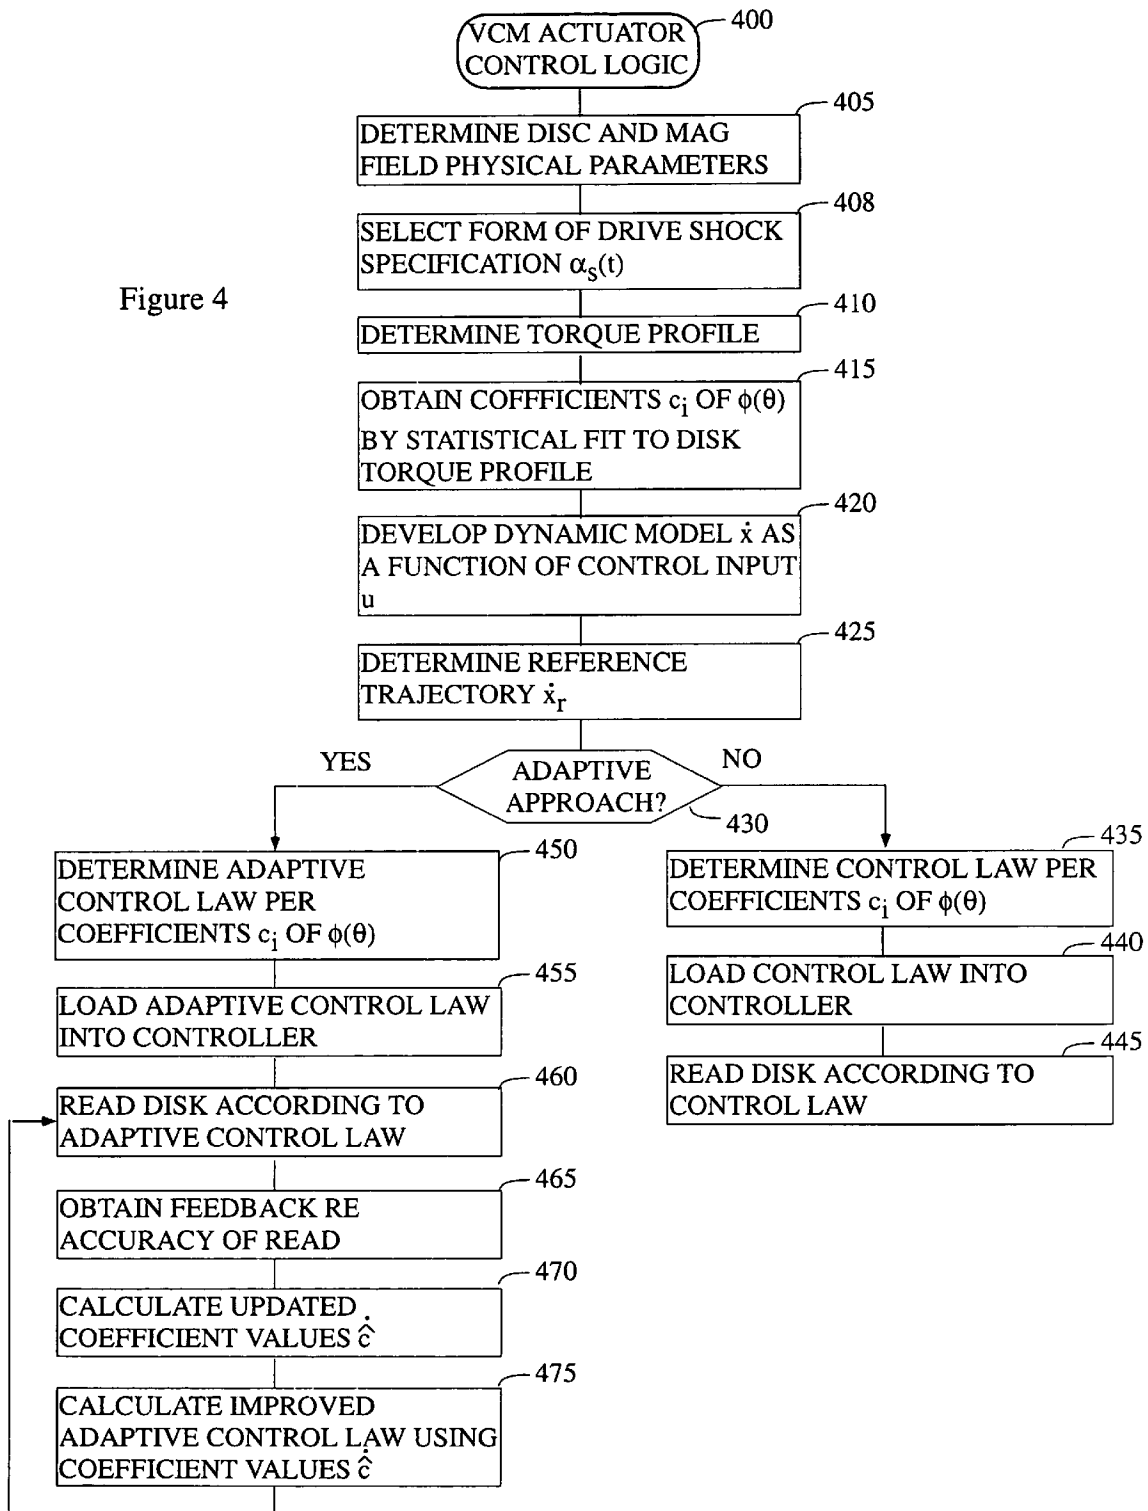 VCM ACTUATOR
CONTROL LOGIC
400
405
DETERMINE DISC AND MAG
FIELD PHYSICAL PARAMETERS
408
SELECT FORM OF DRIVE SHOCK
SPECIFICATION αs(t)
Figure 4
410
DETERMINE TORQUE PROFILE
415
OBTAIN COFFFICIENTS ci OF ϕ(θ)
BY STATISTICAL FIT TO DISK
TORQUE PROFILE
420
DEVELOP DYNAMIC MODEL ẋ AS
A FUNCTION OF CONTROL INPUT
u
425
DETERMINE REFERENCE
TRAJECTORY ẋr
YES
ADAPTIVE
APPROACH?
NO
430
450
DETERMINE ADAPTIVE
CONTROL LAW PER
COEFFICIENTS ci OF ϕ(θ)
455
LOAD ADAPTIVE CONTROL LAW
INTO CONTROLLER
460
READ DISK ACCORDING TO
ADAPTIVE CONTROL LAW
465
OBTAIN FEEDBACK RE
ACCURACY OF READ
470
CALCULATE UPDATED
COEFFICIENT VALUES ĉ̇
475
CALCULATE IMPROVED
ADAPTIVE CONTROL LAW USING
COEFFICIENT VALUES ĉ̇
435
DETERMINE CONTROL LAW PER
COEFFICIENTS ci OF ϕ(θ)
440
LOAD CONTROL LAW INTO
CONTROLLER
445
READ DISK ACCORDING TO
CONTROL LAW